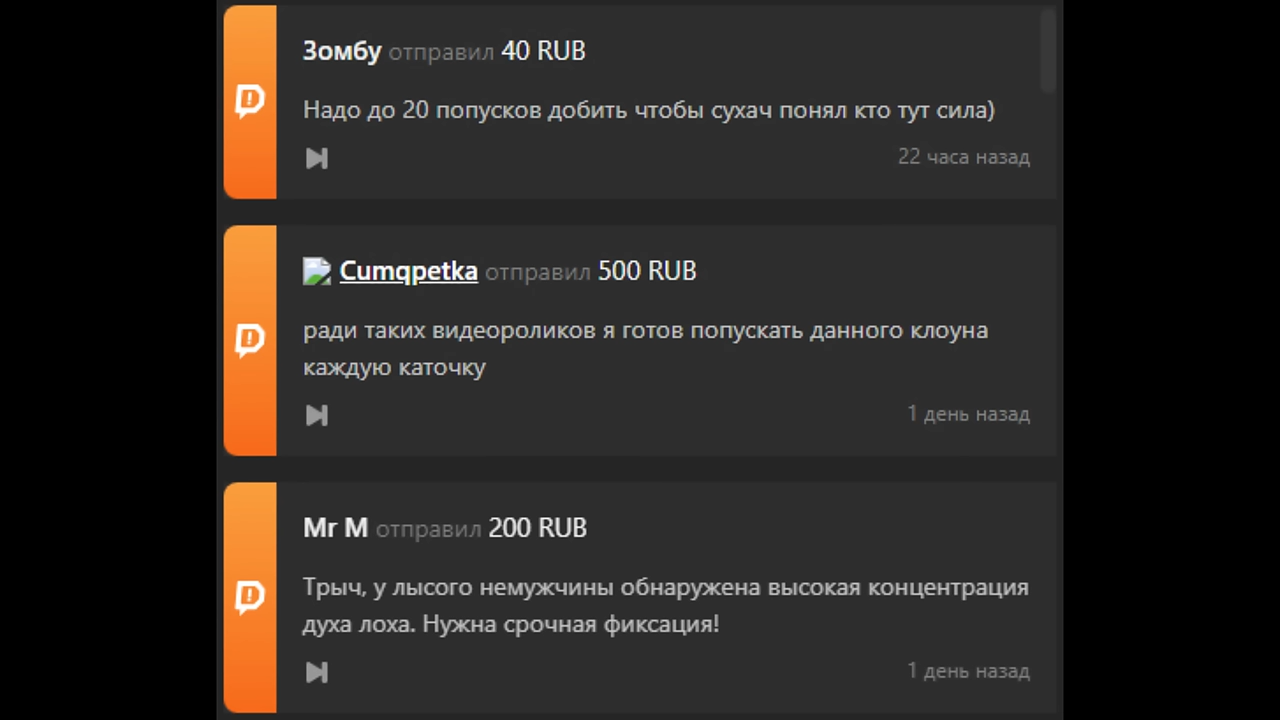 Зомбу отправил 40 RUB
Надо до 20 попусков добить чтобы сухач понял кто тут сила)
22 часа назад
Cumqpetka отправил 500 RUB
ради таких видеороликов я готов попускать данного клоуна
каждую каточку
1 день назад
Mr M отправил 200 RUB
Трыч, у лысого немужчины обнаружена высокая концентрация
духа лоха. Нужна срочная фиксация!
1 день назад